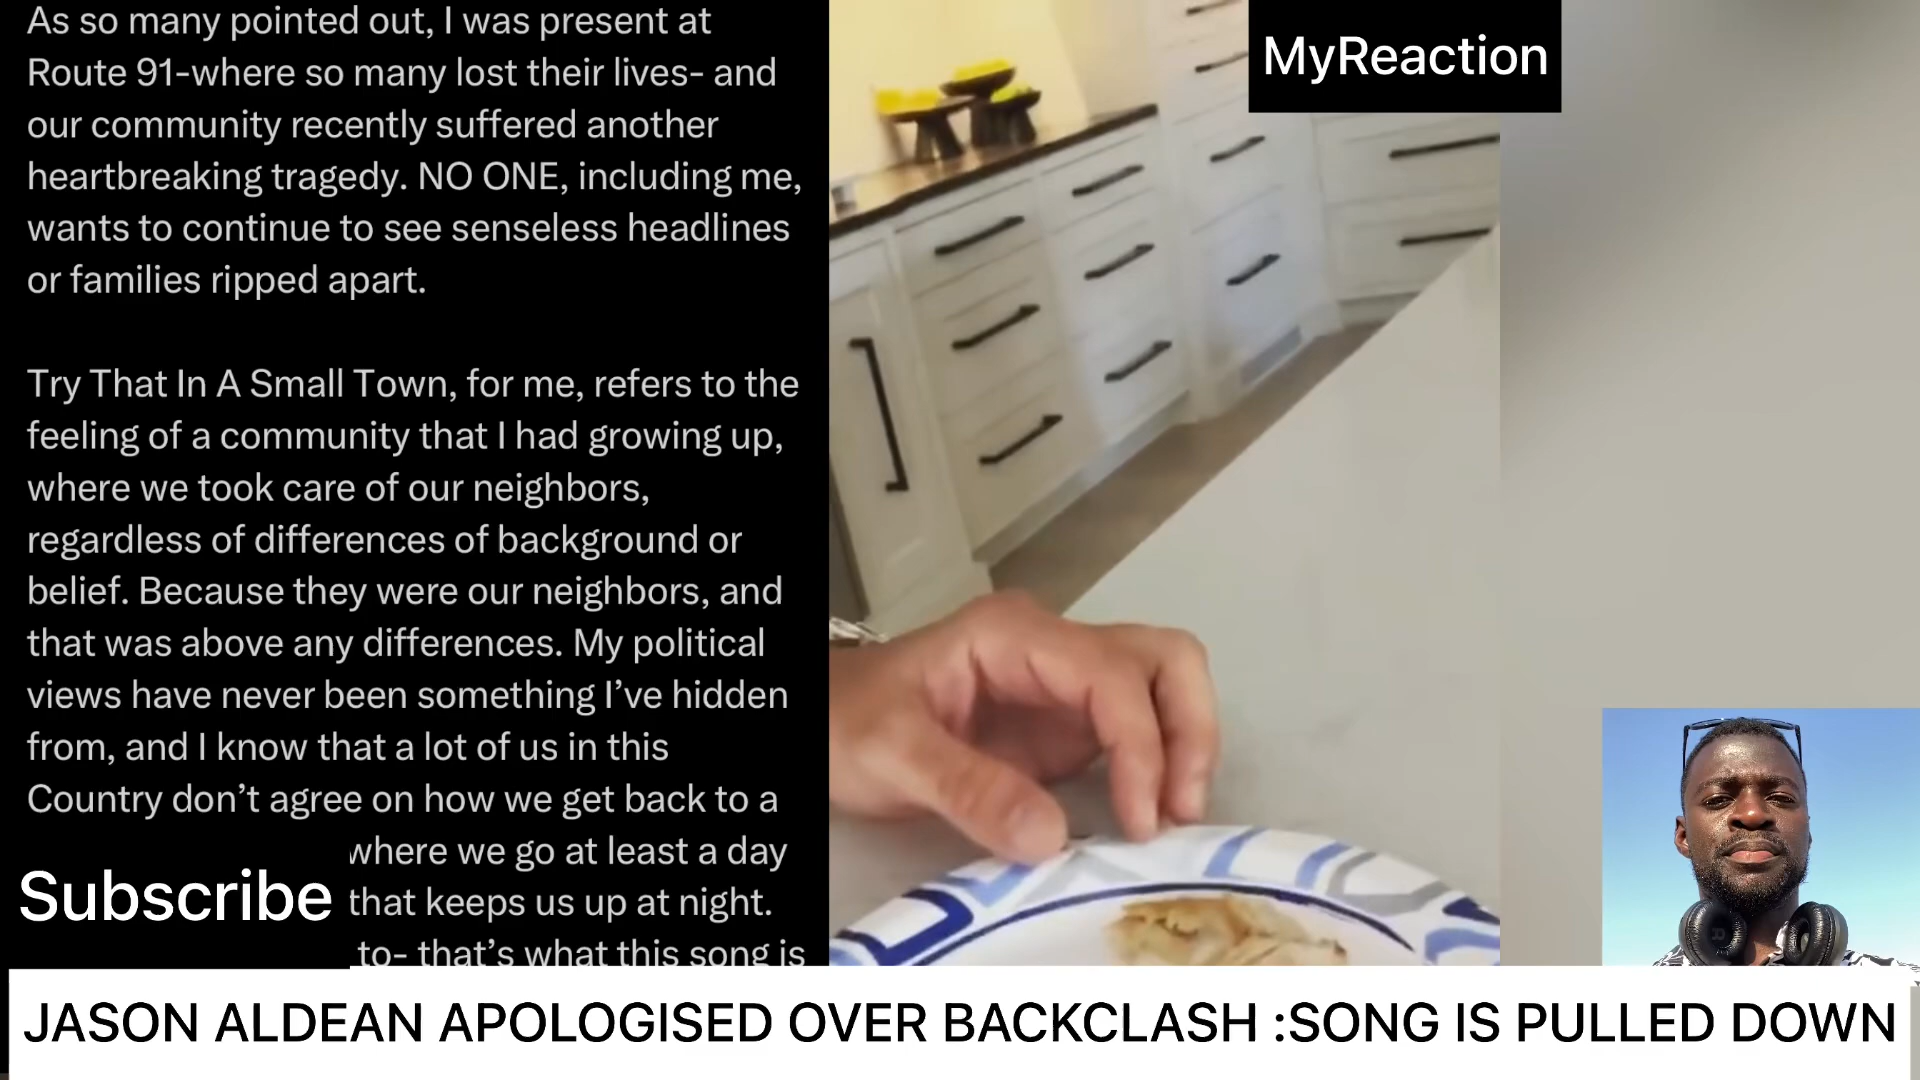 As so many pointed out, I was present at
Route 91-where so many lost their lives- and
our community recently suffered another
heartbreaking tragedy. NO ONE, including me,
wants to continue to see senseless headlines
or families ripped apart.
Try That In A Small Town, for me, refers to the
feeling of a community that I had growing up,
where we took care of our neighbors,
regardless of differences of background or
belief. Because they were our neighbors, and
that was above any differences. My political
views have never been something I’ve hidden
from, and I know that a lot of us in this
Country don’t agree on how we get back to a
where we go at least a day
that keeps us up at night.
to- that’s what this song is
MyReaction
Subscribe
JASON ALDEAN APOLOGISED OVER BACKCLASH :SONG IS PULLED DOWN